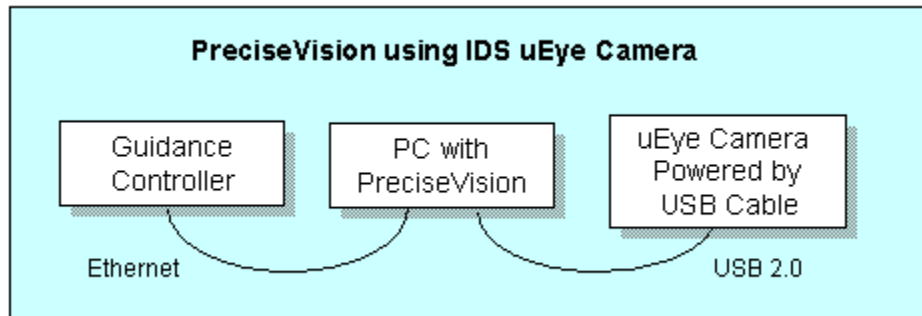 PreciseVision using IDS uEye Camera
Guidance
Controller
PC with
PreciseVision
uEye Camera
Powered by
USB Cable
Ethernet
USB 2.0